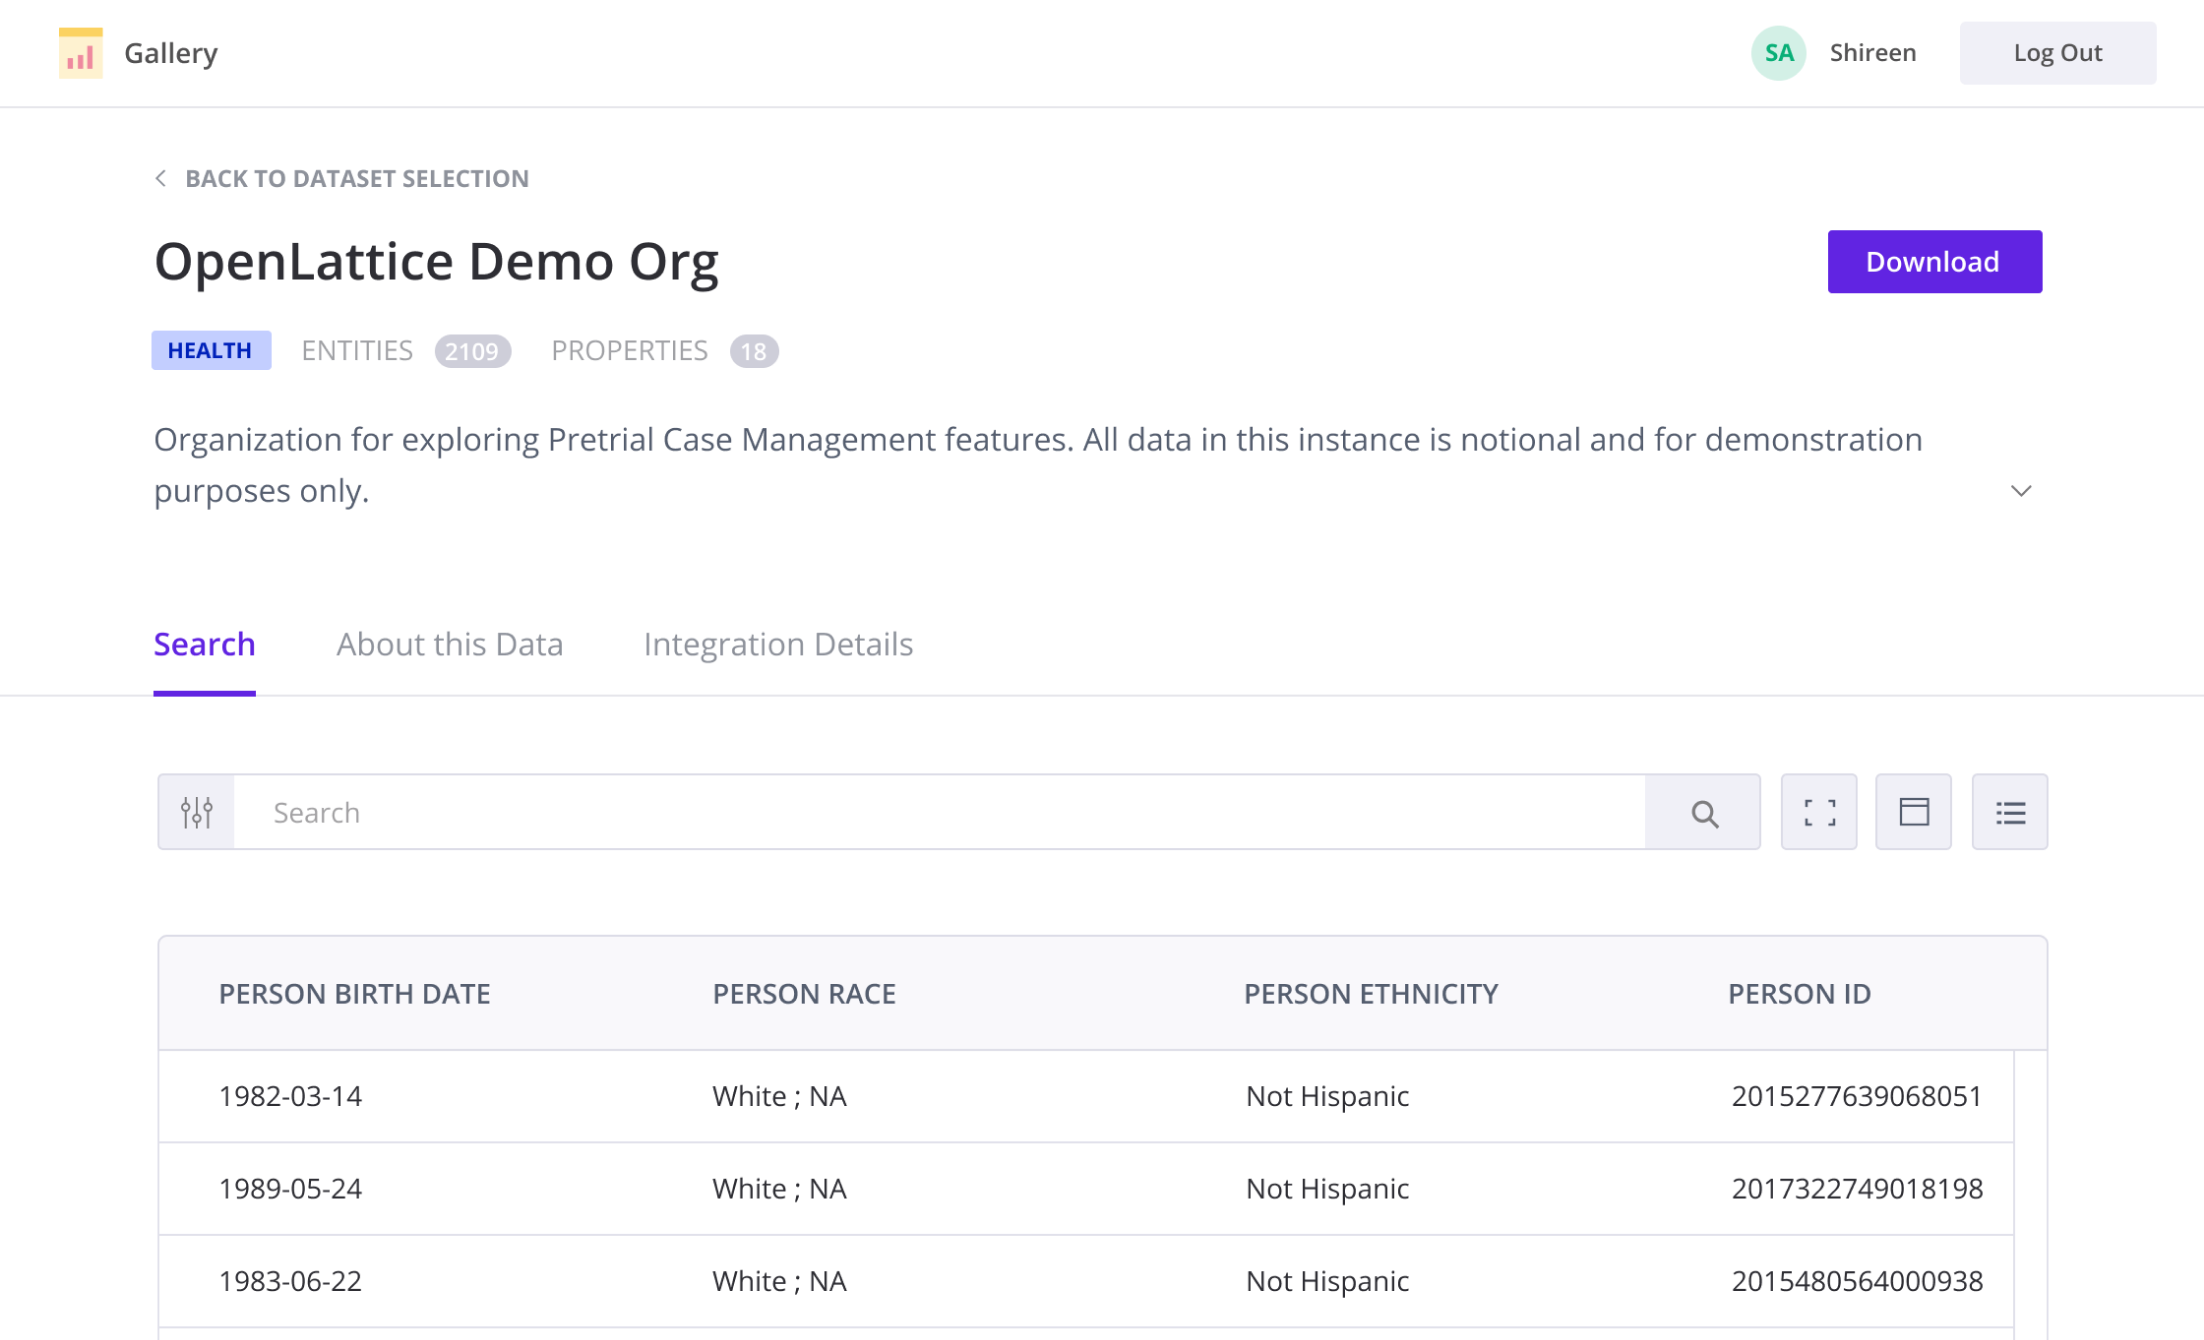 Gallery
SA Shireen Log Out
BACK TO DATASET SELECTION
OpenLattice Demo Org
Download
HEALTH ENTITIES 2109 PROPERTIES 18
Organization for exploring Pretrial Case Management features. All data in this instance is notional and for demonstration
purposes only.
Search About this Data Integration Details
Search
PERSON BIRTH DATE PERSON RACE PERSON ETHNICITY PERSON ID
1982-03-14 White ; NA Not Hispanic 2015277639068051
1989-05-24 White ; NA Not Hispanic 2017322749018198
1983-06-22 White ; NA Not Hispanic 2015480564000938